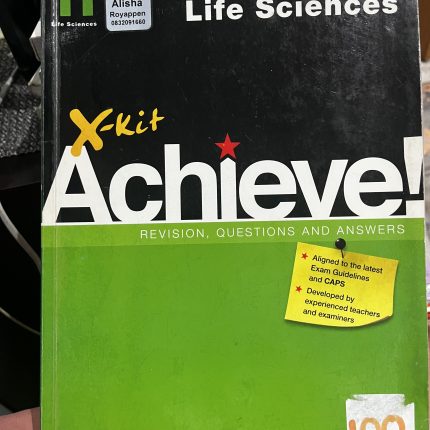 Life Sciences
Life Sciences
Alisha
Royappen
0832091660
X-Kit
Achieve!
REVISION, QUESTIONS AND ANSWERS
Aligned to the latest
Exam Guidelines
and CAPS
Developed by
experienced teachers
and examiners